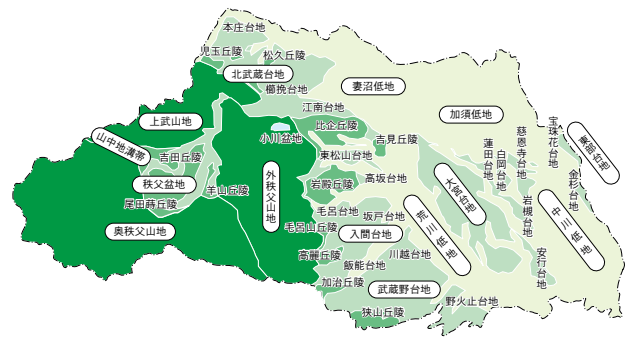 本庄台地
児玉丘陵
松久丘陵
北武蔵台地
櫛挽台地
妻沼低地
江南台地
加須低地
上武山地
比企丘陵
小川盆地
吉見丘陵
山中地溝帯
吉田丘陵
東松山台地
秩父盆地
羊山丘陵
尾田蒔丘陵
外秩父山地
岩殿丘陵
高坂台地
奥秩父山地
毛呂台地
坂戸台地
毛呂山丘陵
入間台地
高麗丘陵
飯能台地
川越台地
加治丘陵
武蔵野台地
狭山丘陵
野火止台地
荒川低地
大宮台地
蓮田台地
白岡台地
慈恩寺台地
宝珠花台地
東部台地
金杉台地
岩槻台地
中川低地
安行台地